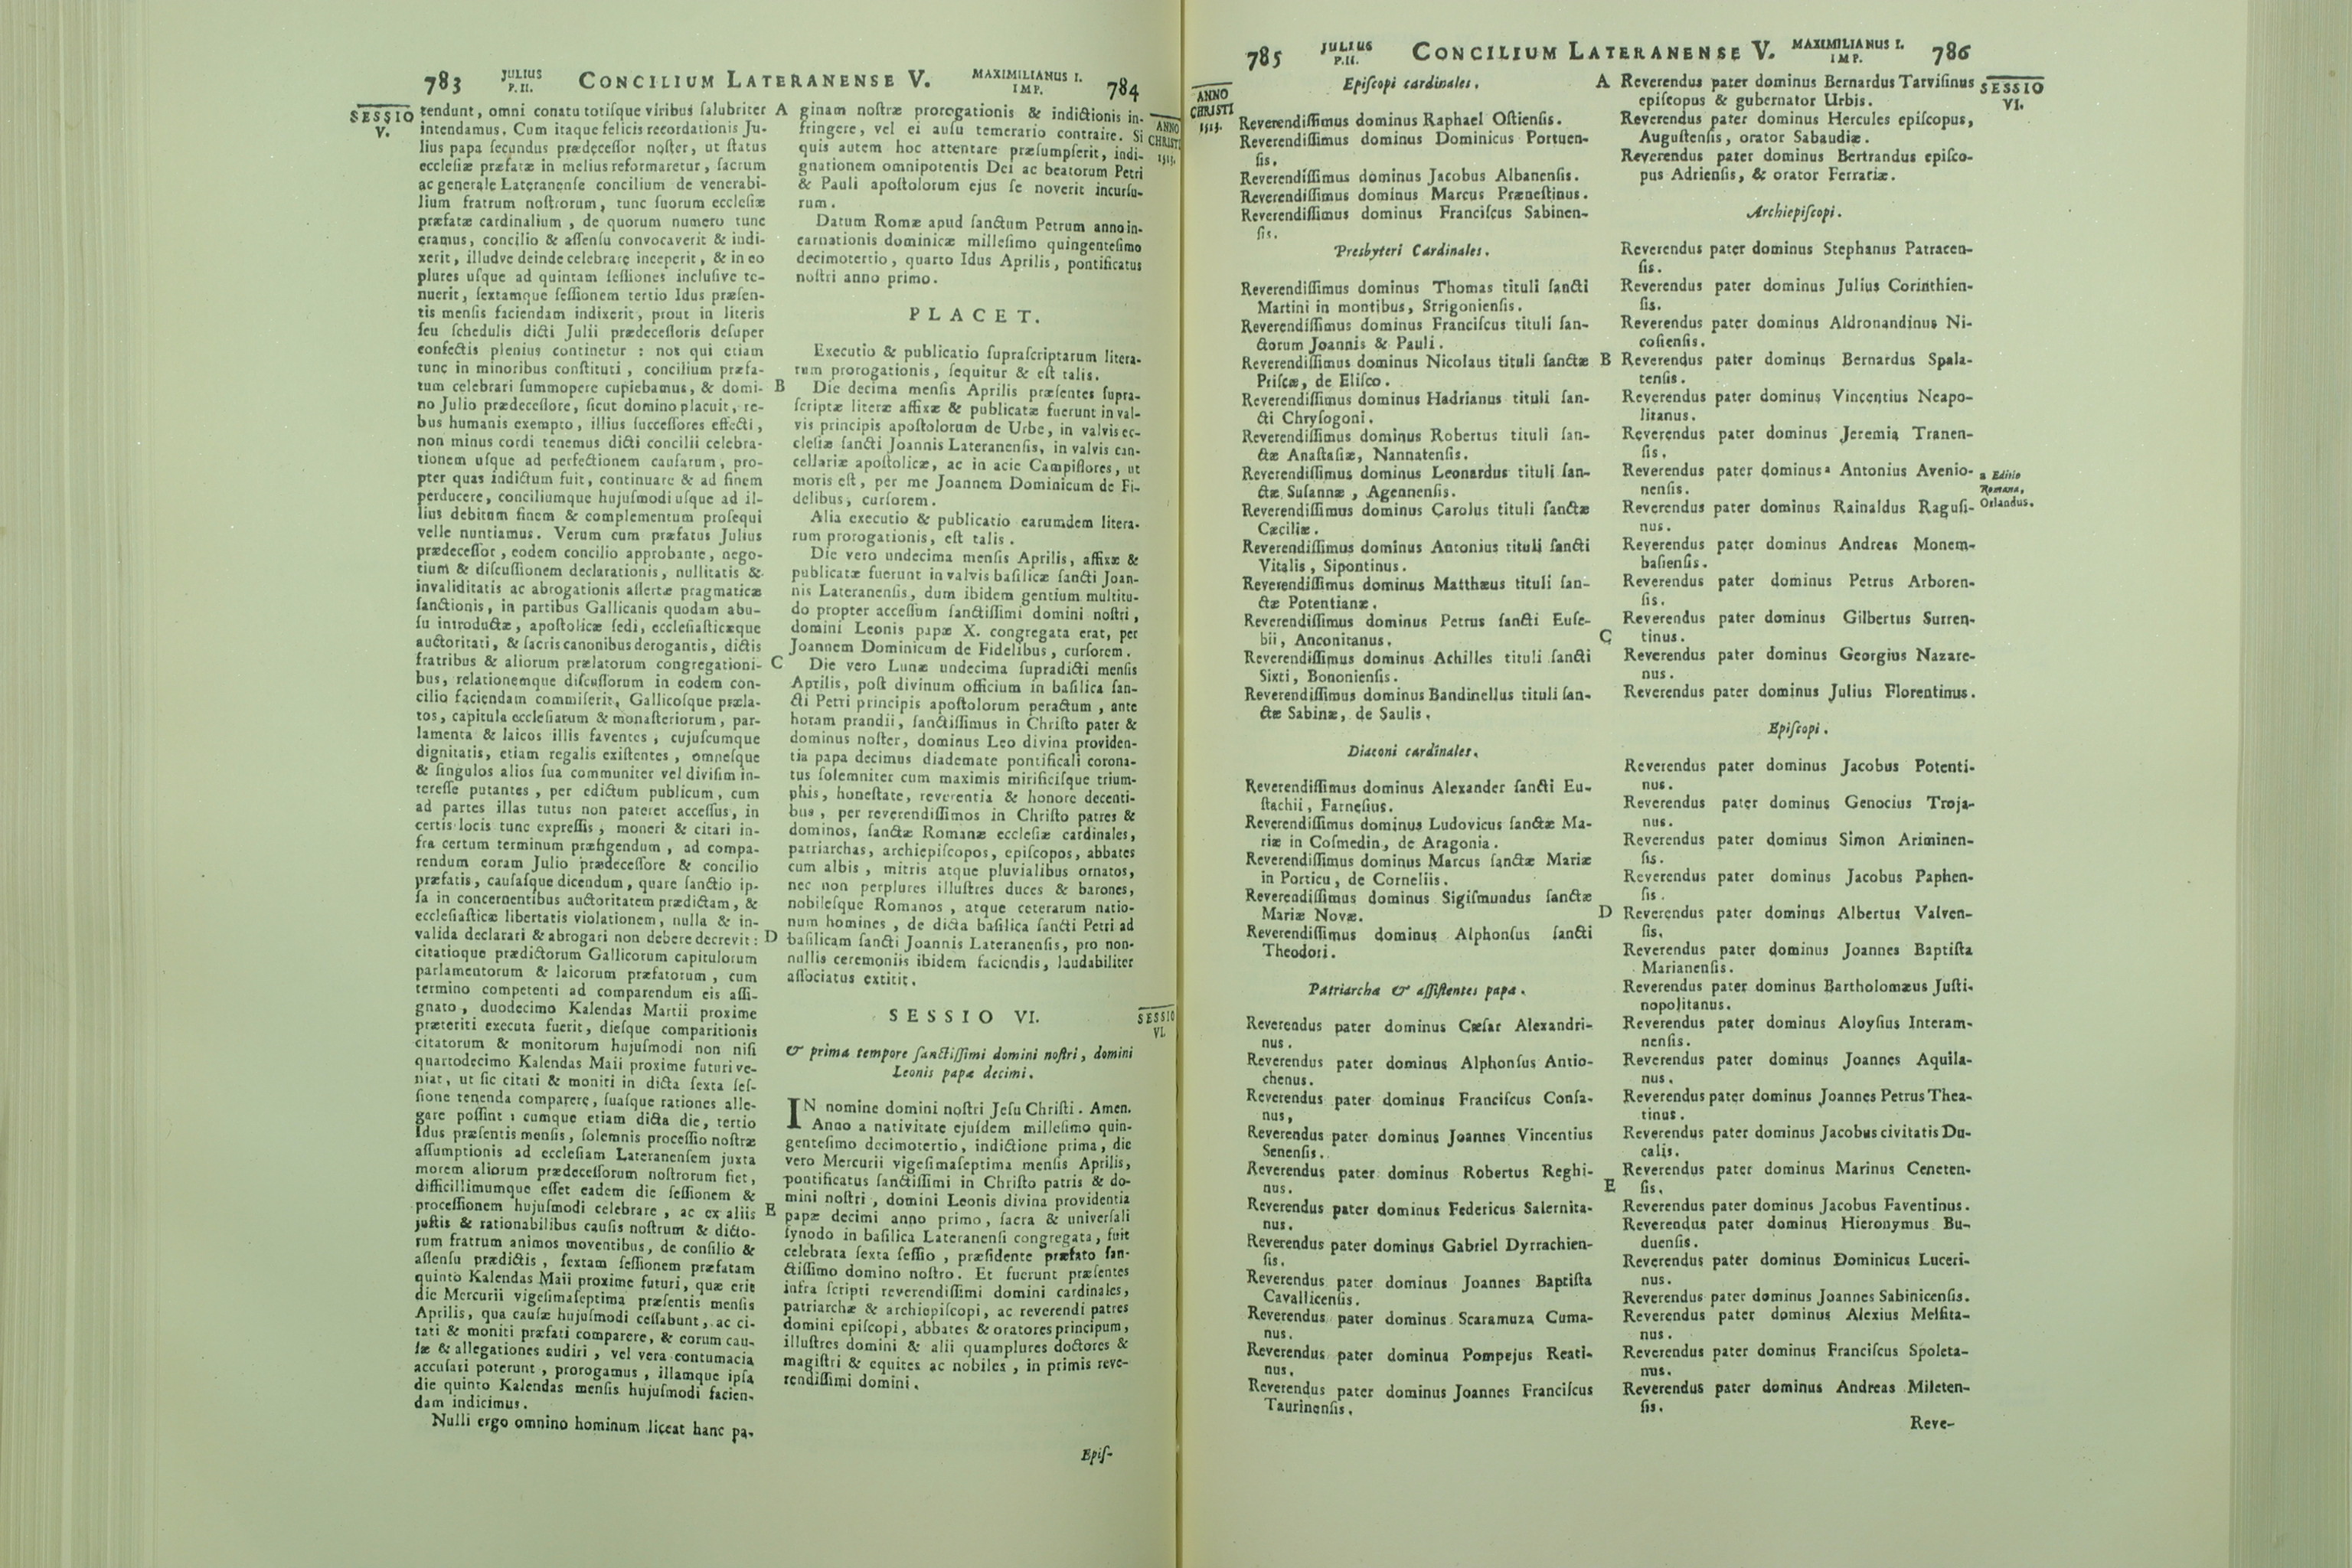 783 JULIUS P. II. CONCILIUM LATERANENSE V. MAXIMILIANUS I. IMP. 784
SESSIO V.
tendunt, omni conatu totiſque viribus ſalubriter
intendamus. Cum itaque felicis recordationis Ju-
lius papa ſecundus prædeceſſor noſter, ut ſtatus
eccleſiæ præfatæ in melius reformaretur, ſacrum
ac generale Lateranenſe concilium de venerabi-
lium fratrum noſtrorum, tunc ſuorum eccleſiæ
præfatæ cardinalium, de quorum numero tunc
eramus, concilio & aſſenſu convocaverit & indi-
xerit, illudve deinde celebrare inceperit, & in eo
plures uſque ad quintam ſeſſiones incluſive te-
nuerit, ſextamque ſeſſionem tertio Idus præſen-
tis menſis faciendam indixerit, prout in literis
ſeu ſchedulis dicti Julii prædeceſſoris deſuper
confectis plenius continetur : nos qui etiam
tunc in minoribus conſtituti, concilium præfa-
tum celebrari ſummopere cupiebamus, & domi-
no Julio prædeceſſore, ſicut domino placuit, re-
bus humanis exempto, illius ſucceſſores effecti,
non minus cordi tenemus dicti concilii celebra-
tionem uſque ad perfectionem cauſarum, pro-
pter quas indictum fuit, continuare & ad finem
perducere, conciliumque hujuſmodi uſque ad il-
lius debitum finem & complementum proſequi
velle nuntiamus. Verum cum præfatus Julius
prædeceſſor, eodem concilio approbante, nego-
tium & diſcuſſionem declarationis, nullitatis &
invaliditatis ac abrogationis aſſertæ pragmaticæ
ſanctionis, in partibus Gallicanis quodam abu-
ſu introductæ, apoſtolicæ ſedi, eccleſiaſticæque
auctoritati, & ſacris canonibus derogantis, dictis
fratribus & aliorum prælatorum congregationi-
bus, relationemque diſcuſſorum in eodem con-
cilio faciendam commiſerit, Gallicoſque præla-
tos, capitula eccleſiarum & monaſteriorum, par-
lamenta & laicos illis faventes, cujuſcumque
dignitatis, etiam regalis exiſtentes, omneſque
& ſingulos alios ſua communiter vel diviſim in-
tereſſe putantes, per edictum publicum, cum
ad partes illas tutus non pateret acceſſus, in
certis locis tunc expreſſis, moneri & citari in-
fra certum terminum præfigendum, ad compa-
rendum coram Julio prædeceſſore & concilio
præfatis, cauſaſque dicendum, quare ſanctio ip-
ſa in concernentibus auctoritatem prædictam, &
eccleſiaſticæ libertatis violationem, nulla & in-
valida declarari & abrogari non debere decrevit :
citatioque prædictorum Gallicorum capitulorum
parlamentorum & laicorum præfatorum, cum
termino competenti ad comparendum eis aſſi-
gnato, duodecimo Kalendas Martii proxime
præteriti executa fuerit, dieſque comparitionis
citatorum & monitorum hujuſmodi non niſi
quartodecimo Kalendas Maii proxime futuri ve-
niat, ut ſic citati & moniti in dicta ſexta ſeſ-
ſione tenenda comparere, ſuaſque rationes alle-
gare poſſint; cumque etiam dicta die, tertio
Idus præſentis menſis, ſolemnis proceſſio noſtræ
aſſumptionis ad eccleſiam Lateranenſem juxta
morem aliorum prædeceſſorum noſtrorum fiet,
difficillimumque eſſet eadem die ſeſſionem &
proceſſionem hujuſmodi celebrare, ac ex aliis
juſtis & rationabilibus cauſis noſtrum & dicto-
rum fratrum animos moventibus, de conſilio &
aſſenſu prædictis, ſextam ſeſſionem præfatam
quinto Kalendas Maii proxime futuri, quæ erit
die Mercurii vigeſimaſeptima præſentis menſis
Aprilis, qua cauſæ hujuſmodi ceſſabunt, ac ci-
tati & moniti præfati comparere, & eorum cau-
ſæ & allegationes audiri, vel vera contumacia
accuſari poterunt, prorogamus, illamque ipſa
die quinto Kalendas menſis hujuſmodi facien-
dam indicimus.
Nulli ergo omnino hominum liceat hanc pa-
A
B
C
D
E
ginam noſtræ prorogationis & indictionis in-
fringere, vel ei auſu temerario contraire. Si
quis autem hoc attentare præſumpſerit, indi-
gnationem omnipotentis Dei ac beatorum Petri
& Pauli apoſtolorum ejus ſe noverit incurſu-
rum.
Datum Romæ apud ſanctum Petrum anno in-
carnationis dominicæ milleſimo quingenteſimo
decimotertio, quarto Idus Aprilis, pontificatus
noſtri anno primo.
PLACET.
Executio & publicatio ſupraſcriptarum litera-
rum prorogationis, ſequitur & eſt talis.
Die decima menſis Aprilis præſentes ſupra-
ſcriptæ literæ affixæ & publicatæ fuerunt in val-
vis principis apoſtolorum de Urbe, in valvis ec-
cleſiæ ſancti Joannis Lateranenſis, in valvis can-
cellariæ apoſtolicæ, ac in acie Campiflores, ut
moris eſt, per me Joannem Dominicum de Fi-
delibus, curſorem.
Alia executio & publicatio earumdem litera-
rum prorogationis, eſt talis.
Die vero undecima menſis Aprilis, affixæ &
publicatæ fuerunt in valvis baſilicæ ſancti Joan-
nis Lateranenſis, dum ibidem gentium multitu-
do propter acceſſum ſanctiſſimi domini noſtri,
domini Leonis papæ X. congregata erat, per
Joannem Dominicum de Fidelibus, curſorem.
Die vero Lunæ undecima ſupradicti menſis
Aprilis, poſt divinum officium in baſilica ſan-
cti Petri principis apoſtolorum peractum, ante
horam prandii, ſanctiſſimus in Chriſto pater &
dominus noſter, dominus Leo divina providen-
tia papa decimus diademate pontificali corona-
tus ſolemniter cum maximis mirificiſque trium-
phis, honeſtate, reverentia & honore decenti-
bus, per reverendiſſimos in Chriſto patres &
dominos, ſanctæ Romanæ eccleſiæ cardinales,
patriarchas, archiepiſcopos, epiſcopos, abbates
cum albis, mitris atque pluvialibus ornatos,
nec non perplures illuſtres duces & barones,
nobileſque Romanos, atque ceterarum natio-
num homines, de dicta baſilica ſancti Petri ad
baſilicam ſancti Joannis Lateranenſis, pro non-
nullis ceremoniis ibidem faciendis, laudabiliter
aſſociatus extitit.
SESSIO VI.
& prima tempore ſanctiſſimi domini noſtri, domini
Leonis papæ decimi.
IN nomine domini noſtri Jeſu Chriſti. Amen.
Anno a nativitate ejuſdem milleſimo quin-
genteſimo decimotertio, indictione prima, die
vero Mercurii vigeſimaſeptima menſis Aprilis,
pontificatus ſanctiſſimi in Chriſto patris & do-
mini noſtri, domini Leonis divina providentia
papæ decimi anno primo, ſacra & univerſali
ſynodo in baſilica Lateranenſi congregata, fuit
celebrata ſexta ſeſſio, præſidente præfato ſan-
ctiſſimo domino noſtro. Et fuerunt præſentes
infra ſcripti reverendiſſimi domini cardinales,
patriarchæ & archiepiſcopi, ac reverendi patres
domini epiſcopi, abbates & oratores principum,
illuſtres domini & alii quamplures doctores &
magiſtri & equites ac nobiles, in primis reve-
rendiſſimi domini.
Epiſ-
ANNO CHRISTI 1513.
SESSIO VI.
785 JULIUS P. II. CONCILIUM LATERANENSE V. MAXIMILIANUS I. IMP. 786
ANNO CHRISTI 1513.
Epiſcopi cardinales.
Reverendiſſimus dominus Raphael Oſtienſis.
Reverendiſſimus dominus Dominicus Portuen-
ſis.
Reverendiſſimus dominus Jacobus Albanenſis.
Reverendiſſimus dominus Marcus Præneſtinus.
Reverendiſſimus dominus Franciſcus Sabinen-
ſis.
Presbyteri Cardinales.
Reverendiſſimus dominus Thomas tituli ſancti
Martini in montibus, Strigonienſis.
Reverendiſſimus dominus Franciſcus tituli ſan-
ctorum Joannis & Pauli.
Reverendiſſimus dominus Nicolaus tituli ſanctæ
Priſcæ, de Eliſco.
Reverendiſſimus dominus Hadrianus tituli ſan-
cti Chryſogoni.
Reverendiſſimus dominus Robertus tituli ſan-
ctæ Anaſtaſiæ, Nannatenſis.
Reverendiſſimus dominus Leonardus tituli ſan-
ctæ Suſannæ, Agennenſis.
Reverendiſſimus dominus Carolus tituli ſanctæ
Cæciliæ.
Reverendiſſimus dominus Antonius tituli ſancti
Vitalis, Sipontinus.
Reverendiſſimus dominus Matthæus tituli ſan-
ctæ Potentianæ.
Reverendiſſimus dominus Petrus ſancti Euſe-
bii, Anconitanus.
Reverendiſſimus dominus Achilles tituli ſancti
Sixti, Bononienſis.
Reverendiſſimus dominus Bandinellus tituli ſan-
ctæ Sabinæ, de Saulis.
Diaconi cardinales.
Reverendiſſimus dominus Alexander ſancti Eu-
ſtachii, Farneſius.
Reverendiſſimus dominus Ludovicus ſanctæ Ma-
riæ in Coſmedin, de Aragonia.
Reverendiſſimus dominus Marcus ſanctæ Mariæ
in Porticu, de Corneliis.
Reverendiſſimus dominus Sigiſmundus ſanctæ
Mariæ Novæ.
Reverendiſſimus dominus Alphonſus ſancti
Theodori.
Patriarchæ & aſſiſtentes papæ.
Reverendus pater dominus Cæſar Alexandri-
nus.
Reverendus pater dominus Alphonſus Antio-
chenus.
Reverendus pater dominus Franciſcus Conſa-
nus,
Reverendus pater dominus Joannes Vincentius
Senenſis.
Reverendus pater dominus Robertus Reghi-
nus.
Reverendus pater dominus Federicus Salernita-
nus.
Reverendus pater dominus Gabriel Dyrrachien-
ſis.
Reverendus pater dominus Joannes Baptiſta
Cavallicenſis.
Reverendus pater dominus Scaramuza Cuma-
nus.
Reverendus pater dominua Pompejus Reati-
nus.
Reverendus pater dominus Joannes Franciſcus
Taurinenſis.
A
B
C
D
E
Reverendus pater dominus Bernardus Tarviſinus
epiſcopus & gubernator Urbis.
Reverendus pater dominus Hercules epiſcopus,
Auguſtenſis, orator Sabaudiæ.
Reverendus pater dominus Bertrandus epiſco-
pus Adrienſis, & orator Ferrariæ.
Archiepiſcopi.
Reverendus pater dominus Stephanus Patracen-
ſis.
Reverendus pater dominus Julius Corinthien-
ſis.
Reverendus pater dominus Aldronandinus Ni-
coſienſis.
Reverendus pater dominus Bernardus Spala-
tenſis.
Reverendus pater dominus Vincentius Neapo-
litanus.
Reverendus pater dominus Jeremia Tranen-
ſis.
Reverendus pater dominus a Antonius Avenio-
nenſis.
Reverendus pater dominus Rainaldus Raguſi-
nus.
Reverendus pater dominus Andreas Monem-
baſienſis.
Reverendus pater dominus Petrus Arboren-
ſis.
Reverendus pater dominus Gilbertus Surren-
tinus.
Reverendus pater dominus Georgius Nazare-
nus.
Reverendus pater dominus Julius Florentinus.
Epiſcopi.
Reverendus pater dominus Jacobus Potenti-
nus.
Reverendus pater dominus Genocius Troja-
nus.
Reverendus pater dominus Simon Ariminen-
ſis.
Reverendus pater dominus Jacobus Paphen-
ſis.
Reverendus pater dominus Albertus Valven-
ſis.
Reverendus pater dominus Joannes Baptiſta
Marianenſis.
Reverendus pater dominus Bartholomæus Juſti-
nopolitanus.
Reverendus pater dominus Aloyſius Interam-
nenſis.
Reverendus pater dominus Joannes Aquila-
nus.
Reverendus pater dominus Joannes Petrus Thea-
tinus.
Reverendus pater dominus Jacobus civitatis Du-
calis.
Reverendus pater dominus Marinus Ceneten-
ſis.
Reverendus pater dominus Jacobus Faventinus.
Reverendus pater dominus Hieronymus Bu-
duenſis.
Reverendus pater dominus Dominicus Luceri-
nus.
Reverendus pater dominus Joannes Sabinicenſis.
Reverendus pater dominus Alexius Melfita-
nus.
Reverendus pater dominus Franciſcus Spoleta-
nus.
Reverendus pater dominus Andreas Mileten-
ſis.
Reve-
SESSIO VI.
a Editio
Romana,
Orlandus.